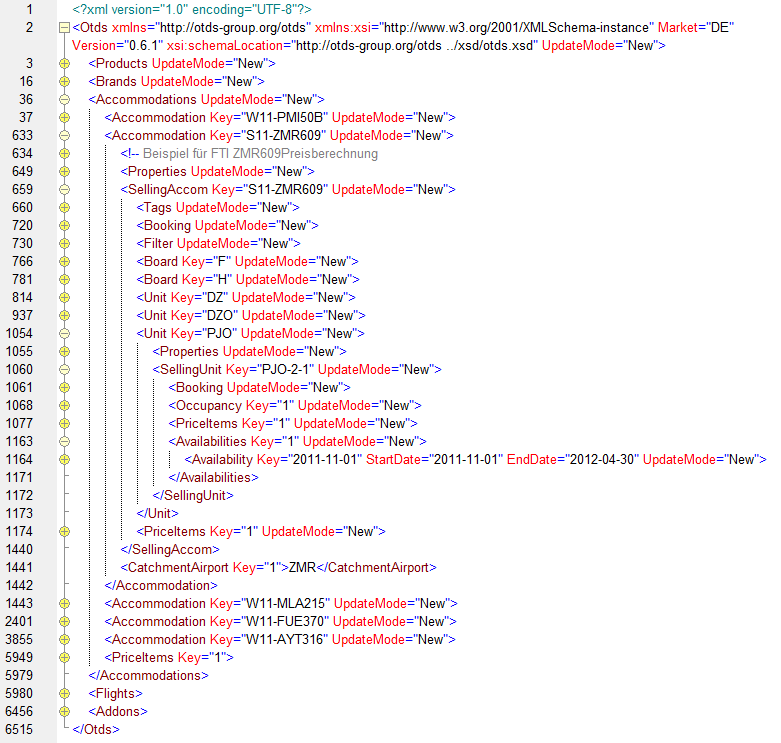 1 <?xml version="1.0" encoding="UTF-8"?>
2 <Otds xmlns="http://otds-group.org/otds" xmlns:xsi="http://www.w3.org/2001/XMLSchema-instance" Market="DE"
Version="0.6.1" xsi:schemaLocation="http://otds-group.org/otds ../xsd/otds.xsd" UpdateMode="New">
3 <Products UpdateMode="New">
16 <Brands UpdateMode="New">
36 <Accommodations UpdateMode="New">
37 <Accommodation Key="W11-PMI50B" UpdateMode="New">
633 <Accommodation Key="S11-ZMR609" UpdateMode="New">
634 <!-- Beispiel für FTI ZMR609Preisberechnung
649 <Properties UpdateMode="New">
659 <SellingAccom Key="S11-ZMR609" UpdateMode="New">
660 <Tags UpdateMode="New">
720 <Booking UpdateMode="New">
730 <Filter UpdateMode="New">
766 <Board Key="F" UpdateMode="New">
781 <Board Key="H" UpdateMode="New">
814 <Unit Key="DZ" UpdateMode="New">
937 <Unit Key="DZO" UpdateMode="New">
1054 <Unit Key="PJO" UpdateMode="New">
1055 <Properties UpdateMode="New">
1060 <SellingUnit Key="PJO-2-1" UpdateMode="New">
1061 <Booking UpdateMode="New">
1068 <Occupancy Key="1" UpdateMode="New">
1077 <PriceItems Key="1" UpdateMode="New">
1163 <Availabilities Key="1" UpdateMode="New">
1164 <Availability Key="2011-11-01" StartDate="2011-11-01" EndDate="2012-04-30" UpdateMode="New">
1171 </Availabilities>
1172 </SellingUnit>
1173 </Unit>
1174 <PriceItems Key="1" UpdateMode="New">
1440 </SellingAccom>
1441 <CatchmentAirport Key="1">ZMR</CatchmentAirport>
1442 </Accommodation>
1443 <Accommodation Key="W11-MLA215" UpdateMode="New">
2401 <Accommodation Key="W11-FUE370" UpdateMode="New">
3855 <Accommodation Key="W11-AYT316" UpdateMode="New">
5949 <PriceItems Key="1">
5979 </Accommodations>
5980 <Flights>
6456 <Addons>
6515 </Otds>